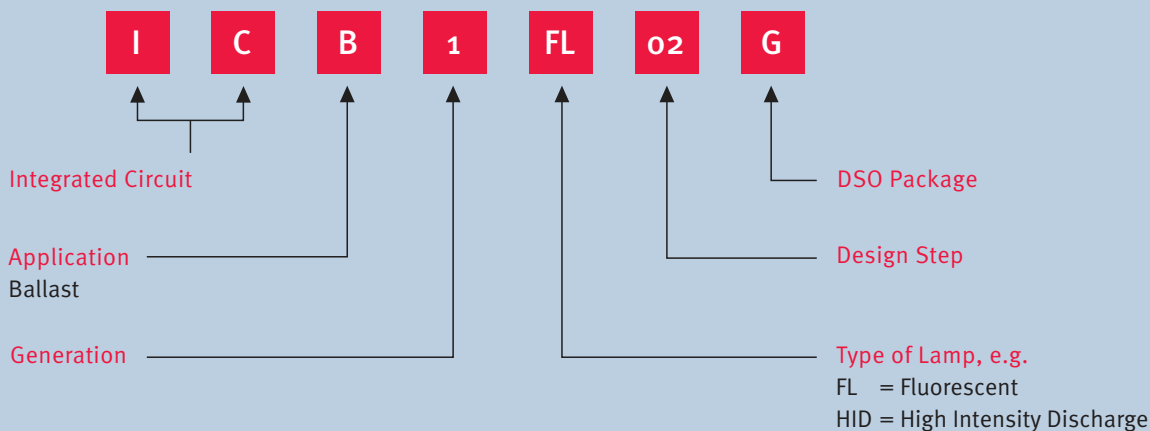 I C B 1 FL 02 G
Integrated Circuit
DSO Package
Application
Ballast
Design Step
Generation
Type of Lamp, e.g.
FL = Fluorescent
HID = High Intensity Discharge